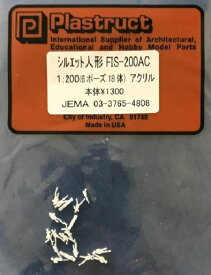 Plastruct
International Supplier of Architectural,
Educational and Hobby Model Parts
シルエット人形 FIS-200AC
1:200(6ポーズ18体) アクリル
本体¥1300
JEMA 03-3765-4808
City of Industry, CA 91748
Made in USA